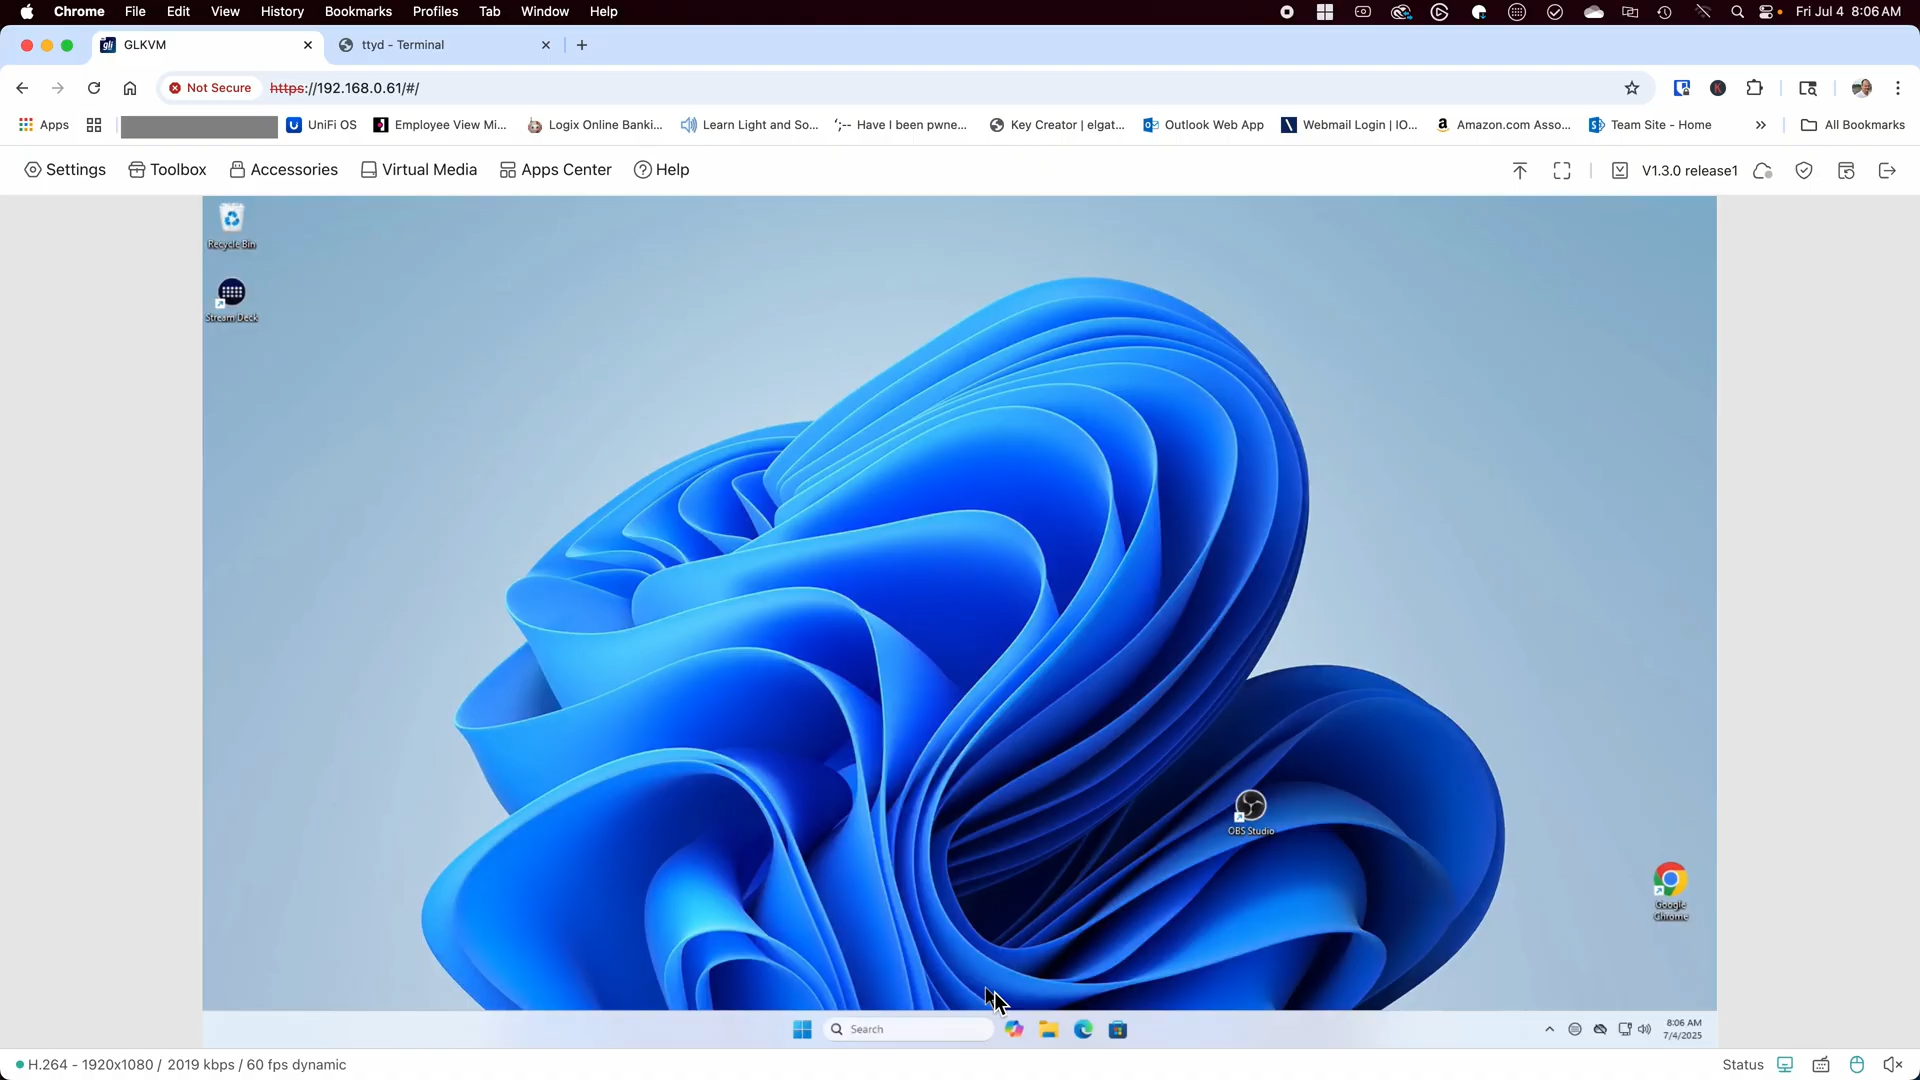 Chrome File Edit View History Bookmarks Profiles Tab Window Help Fri Jul 4 8:06 AM
GLKVM ttyd - Terminal
Not Secure https://192.168.0.61/#/
Apps UniFi OS Employee View Mi... Logix Online Banki... Learn Light and So... ';-- Have I been pwne... Key Creator | elgat... Outlook Web App Webmail Login | IO... Amazon.com Asso... Team Site - Home » All Bookmarks
Settings Toolbox Accessories Virtual Media Apps Center Help V1.3.0 release1
Recycle Bin
Stream Deck
OBS Studio
Google
Chrome
Search
8:06 AM
7/4/2025
H.264 - 1920x1080 / 2019 kbps / 60 fps dynamic Status